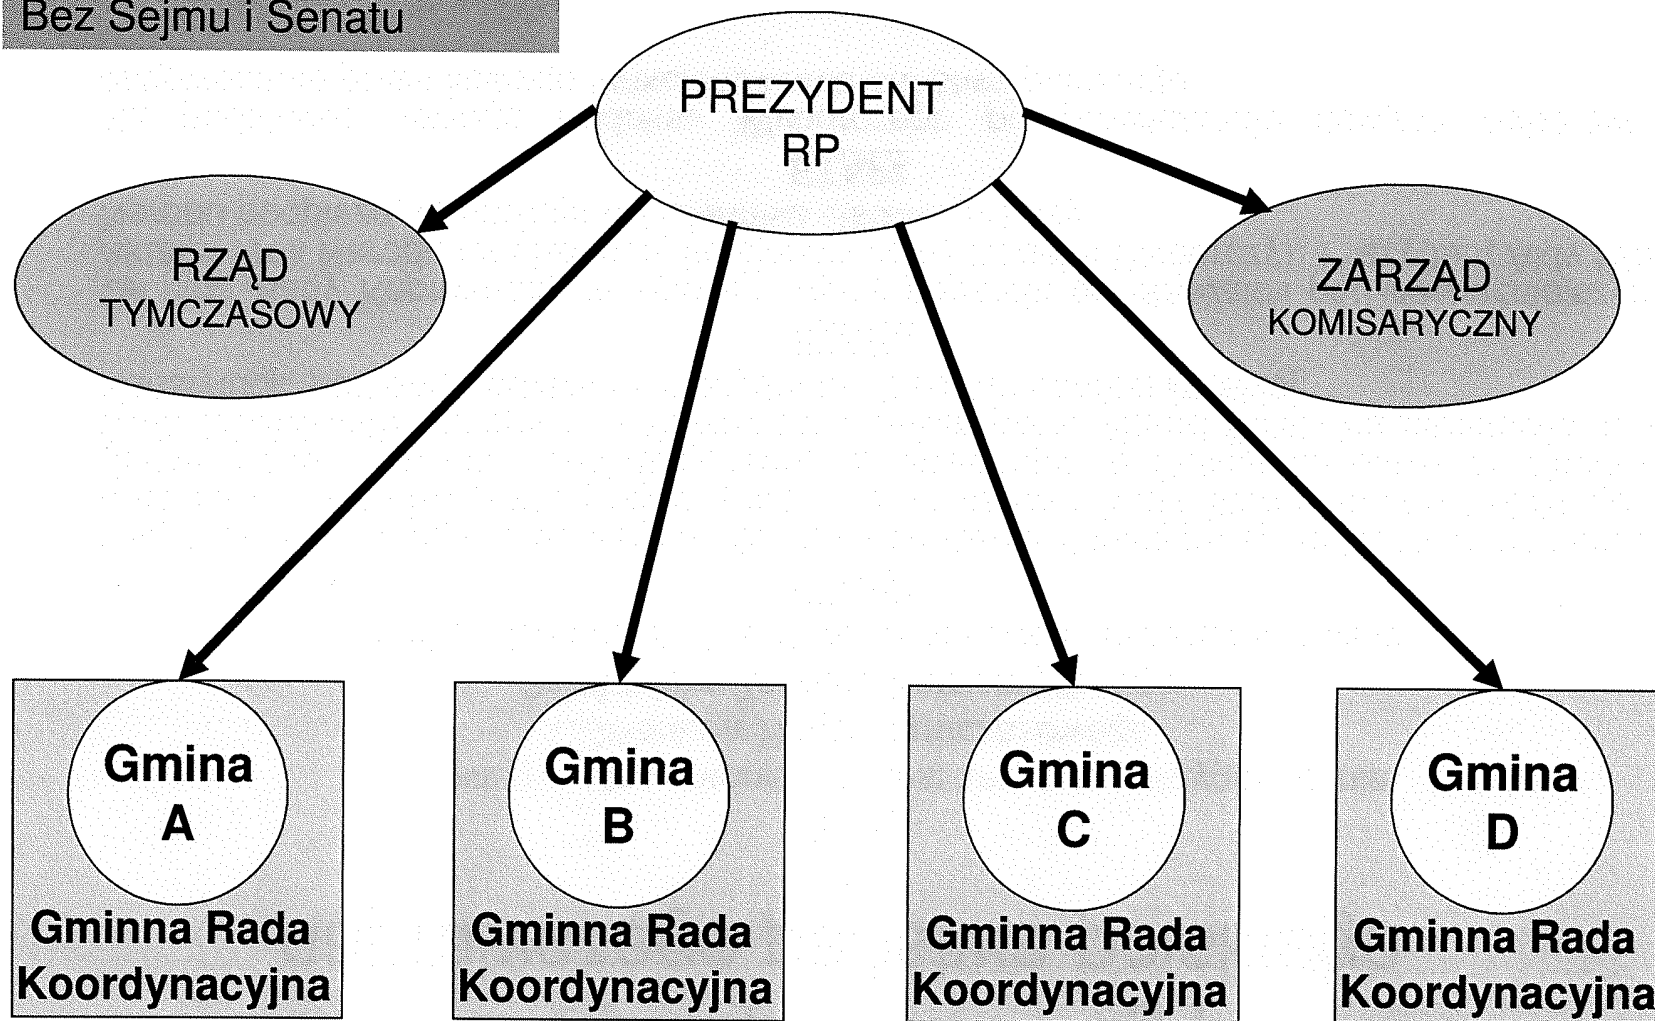 Bez Sejmu i Senatu
PREZYDENT
RP
RZĄD
TYMCZASOWY
ZARZĄD
KOMISARYCZNY
Gmina
A
Gminna Rada
Koordynacyjna
Gmina
B
Gminna Rada
Koordynacyjna
Gmina
C
Gminna Rada
Koordynacyjna
Gmina
D
Gminna Rada
Koordynacyjna